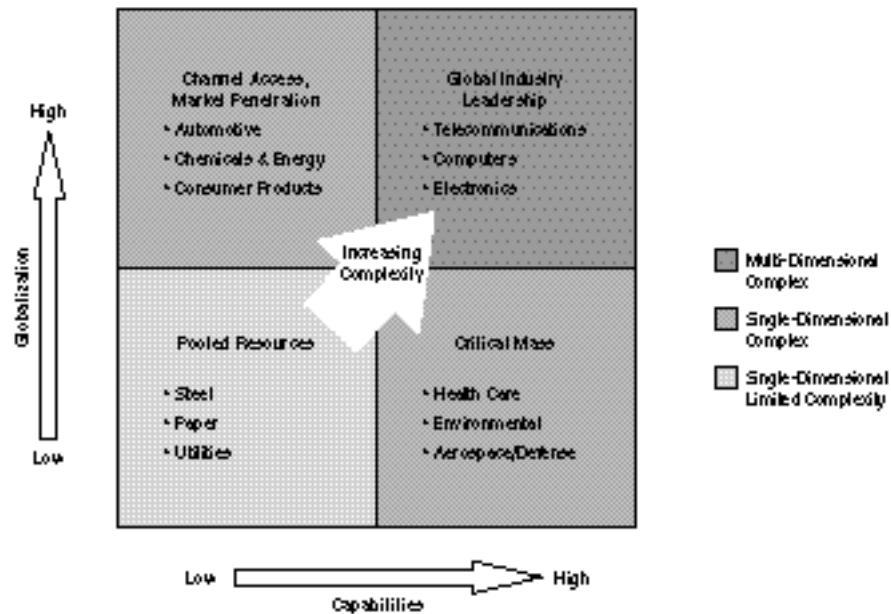 Channel Access,
Market Penetration
• Automotive
• Chemicals & Energy
• Consumer Products
Global Industry
Leadership
• Telecommunications
• Computers
• Electronics
High
Globalization
Low
Increasing
Complexity
Pooled Resources
• Steel
• Paper
• Utilities
Critical Mass
• Health Care
• Environmental
• Aerospace/Defense
Multi-Dimensional
Complex
Single-Dimensional
Complex
Single-Dimensional
Limited Complexity
Low
High
Capabilities